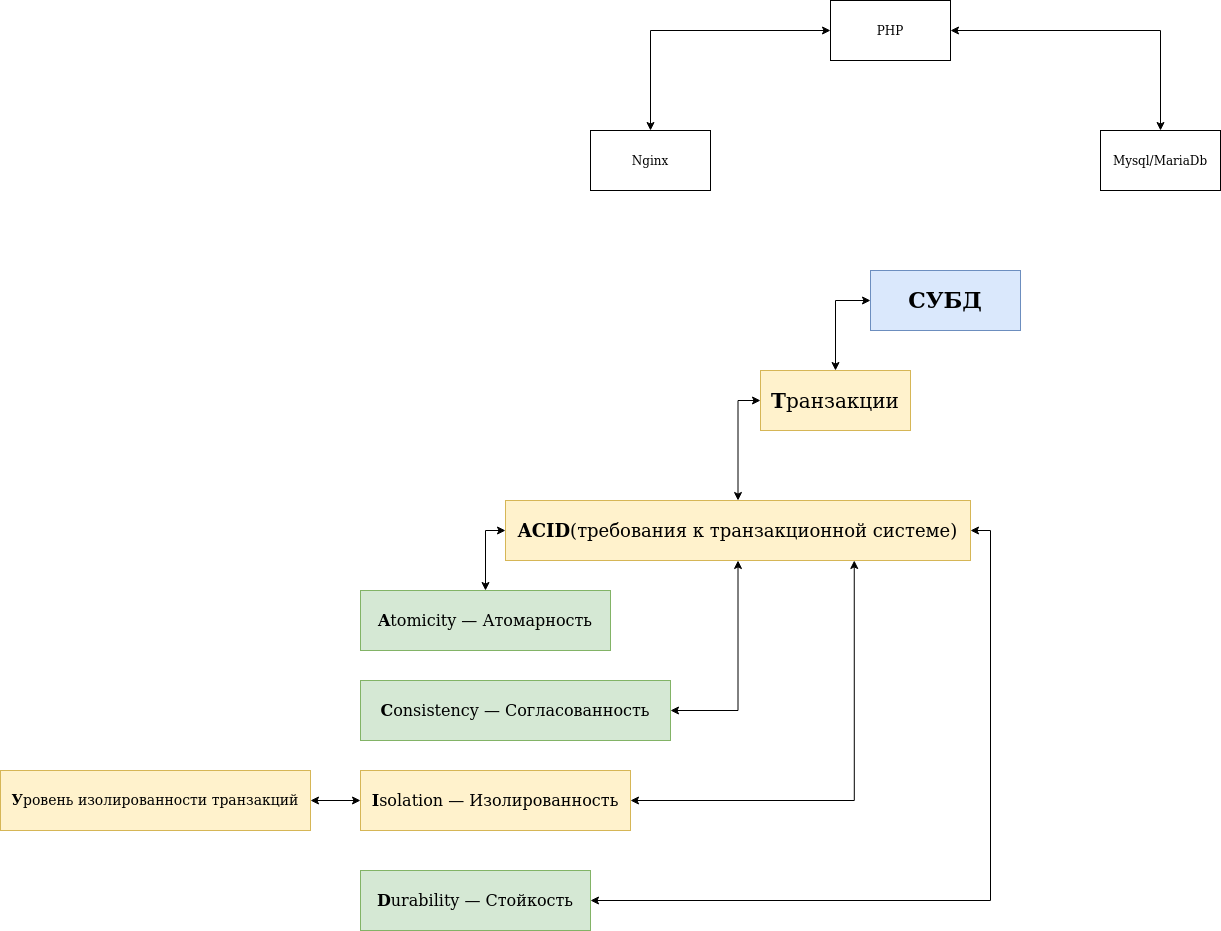 PHP
Nginx
Mysql/MariaDb
СУБД
Транзакции
ACID(требования к транзакционной системе)
Atomicity — Атомарность
Consistency — Согласованность
Уровень изолированности транзакций
Isolation — Изолированность
Durability — Стойкость